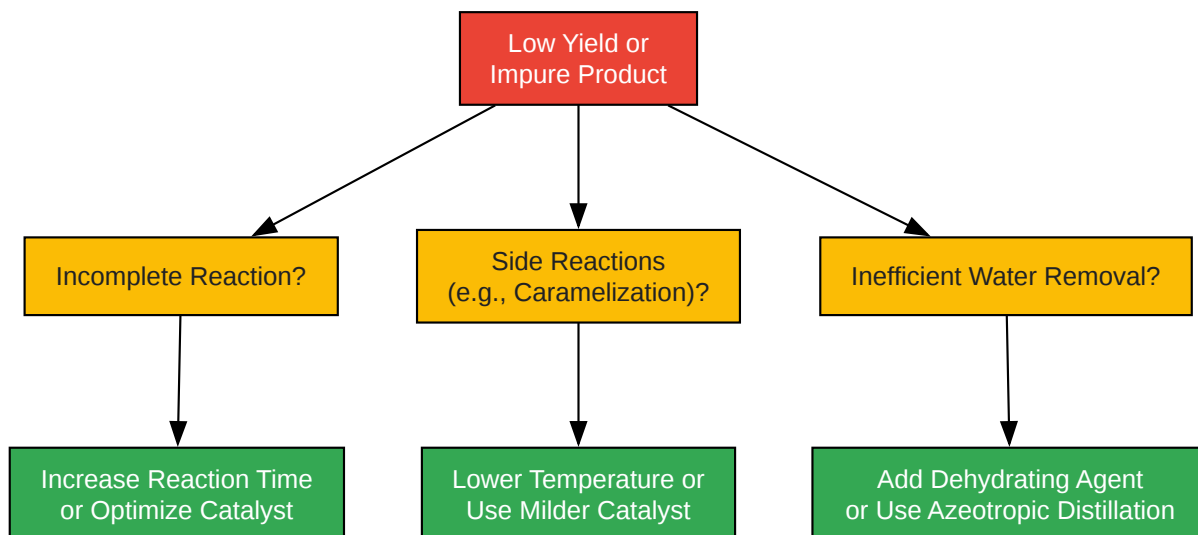 Low Yield or
Impure Product
Incomplete Reaction?
Side Reactions
(e.g., Caramelization)?
Inefficient Water Removal?
Increase Reaction Time
or Optimize Catalyst
Lower Temperature or
Use Milder Catalyst
Add Dehydrating Agent
or Use Azeotropic Distillation